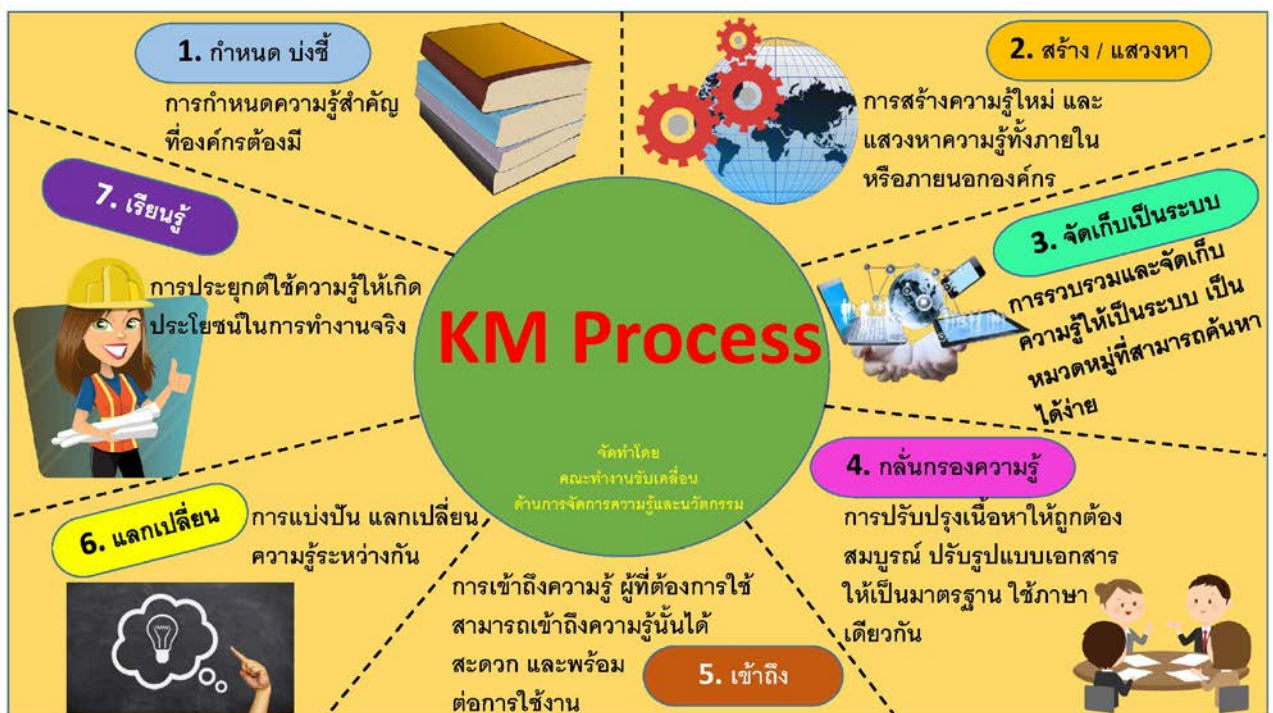 1. กำหนด บ่งชี้
การกำหนดความรู้สำคัญ
ที่องค์กรต้องมี
2. สร้าง / แสวงหา
การสร้างความรู้ใหม่ และ
แสวงหาความรู้ทั้งภายใน
หรือภายนอกองค์กร
3. จัดเก็บเป็นระบบ
การรวบรวมและจัดเก็บ
ความรู้ให้เป็นระบบ เป็น
หมวดหมู่ที่สามารถค้นหา
ได้ง่าย
4. กลั่นกรองความรู้
การปรับปรุงเนื้อหาให้ถูกต้อง
สมบูรณ์ ปรับรูปแบบเอกสาร
ให้เป็นมาตรฐาน ใช้ภาษา
เดียวกัน
5. เข้าถึง
การเข้าถึงความรู้ ผู้ที่ต้องการใช้
สามารถเข้าถึงความรู้นั้นได้
สะดวก และพร้อม
ต่อการใช้งาน
6. แลกเปลี่ยน
การแบ่งปัน แลกเปลี่ยน
ความรู้ระหว่างกัน
7. เรียนรู้
การประยุกต์ใช้ความรู้ให้เกิด
ประโยชน์ในการทำงานจริง
KM Process
จัดทำโดย
คณะทำงานขับเคลื่อน
ด้านการจัดการความรู้และนวัตกรรม